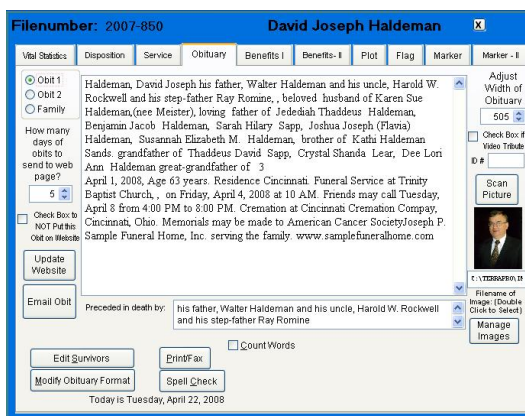 Filenumber: 2007-850
David Joseph Haldeman
X
Vital Statistics
Disposition
Service
Obituary
Benefits I
Benefits- II
Plot
Flag
Marker
Marker - II
Obit 1
Obit 2
Family
How many
days of
obits to
send to web
page?
5
Check Box to
NOT Put this
Obit on Website
Update
Website
Email Obit
Haldeman, David Joseph his father, Walter Haldeman and his uncle, Harold W.
Rockwell and his step-father Ray Romine, , beloved husband of Karen Sue
Haldeman,(nee Meister), loving father of Jedediah Thaddeus Haldeman,
Benjamin Jacob Haldeman, Sarah Hilary Sapp, Joshua Joseph (Flavia)
Haldeman, Susannah Elizabeth M. Haldeman, brother of Kathi Haldeman
Sands. grandfather of Thaddeus David Sapp, Crystal Shanda Lear, Dee Lori
Ann Haldeman great-grandfather of 3
April 1, 2008, Age 63 years. Residence Cincinnati. Funeral Service at Trinity
Baptist Church, , on Friday, April 4, 2008 at 10 AM. Friends may call Tuesday,
April 8 from 4:00 PM to 8:00 PM. Cremation at Cincinnati Cremation Compay,
Cincinnati, Ohio. Memorials may be made to American Cancer SocietyJoseph P.
Sample Funeral Home, Inc. serving the family. www.samplefuneralhome.com
Preceded in death by:
his father, Walter Haldeman and his uncle, Harold W. Rockwell
and his step-father Ray Romine
Adjust
Width of
Obituary
505
Check Box if
Video Tribute
ID #
Scan
Picture
C:\TERRAPRO\IM
Filename of
Image: (Double
Click to Select)
Manage
Images
Count Words
Edit Survivors
Print/Fax
Modify Obituary Format
Spell Check
Today is Tuesday, April 22, 2008